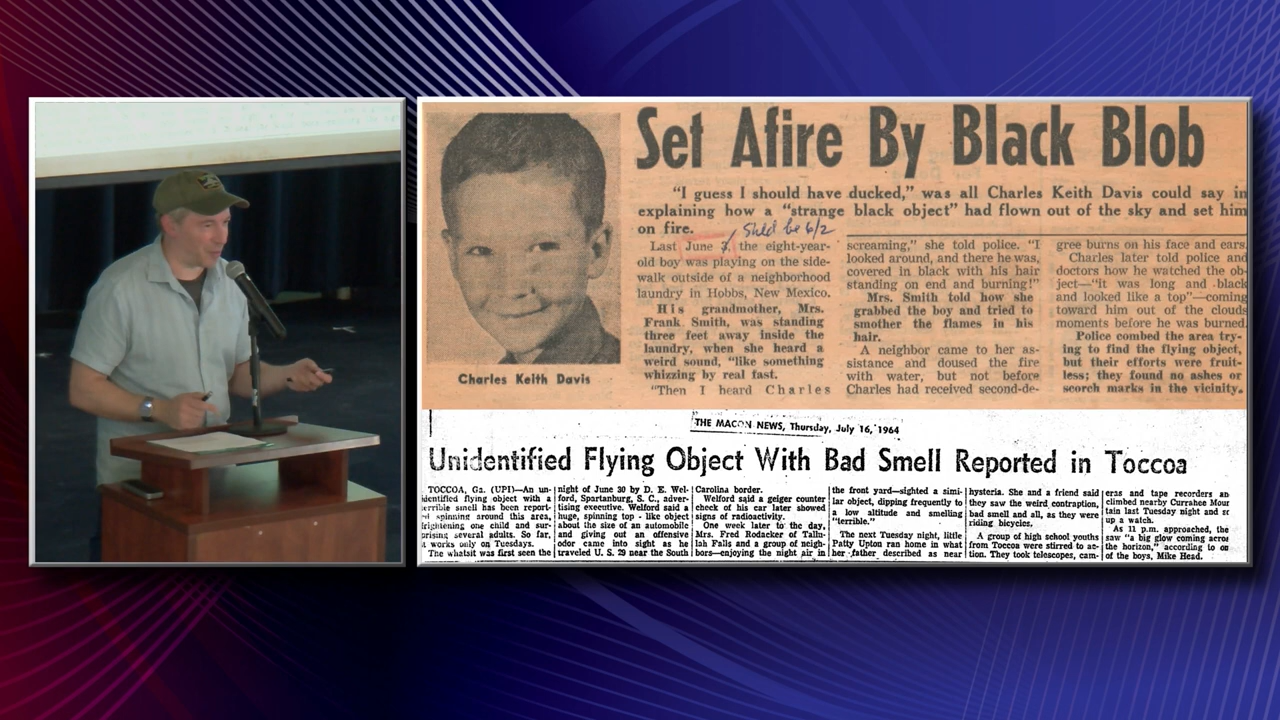 Set Afire By Black Blob
"I guess I should have ducked," was all Charles Keith Davis could say in
explaining how a "strange black object" had flown out of the sky and set him
on fire.
Shld be 6/2
Last June 3, the eight-year-
old boy was playing on the side-
walk outside of a neighborhood
laundry in Hobbs, New Mexico.
His grandmother, Mrs.
Frank Smith, was standing
three feet away inside the
laundry, when she heard a
weird sound, "like something
whizzing by real fast.
"Then I heard Charles
screaming," she told police. "I
looked around, and there he was,
covered in black with his hair
standing on end and burning!"
Mrs. Smith told how she
grabbed the boy and tried to
smother the flames in his
hair.
A neighbor came to her as-
sistance and doused the fire
with water, but not before
Charles had received second-de-
gree burns on his face and ears.
Charles later told police and
doctors how he watched the ob-
ject—"it was long and black
and looked like a top"—coming
toward him out of the clouds
moments before he was burned.
Police combed the area try-
ing to find the flying object,
but their efforts were fruit-
less; they found no ashes or
scorch marks in the vicinity.
Charles Keith Davis
THE MACON NEWS, Thursday, July 16, 1964
Unidentified Flying Object With Bad Smell Reported in Toccoa
TOCCOA, Ga. (UPI)—An un-
identified flying object with a
terrible smell has been report-
ed spinning around this area,
frightening one child and sur-
prising several adults. So far,
it works only on Tuesdays.
The whatsit was first seen the
night of June 30 by D. E. Wel-
ford, Spartanburg, S. C., adver-
tising executive. Welford said a
huge, spinning top - like object
about the size of an automobile
and giving out an offensive
odor came into sight as he
traveled U. S. 29 near the South
Carolina border.
Welford said a geiger counter
check of his car later showed
signs of radioactivity.
One week later to the day,
Mrs. Fred Rodacker of Tallu-
lah Falls and a group of neigh-
bors—enjoying the night air in
the front yard—sighted a simi-
lar object, dipping frequently to
a low altitude and smelling
"terrible."
The next Tuesday night, little
Patty Upton ran home in what
her father described as near
hysteria. She and a friend said
they saw the weird contraption,
bad smell and all, as they were
riding bicycles.
A group of high school youths
from Toccoa were stirred to ac-
tion. They took telescopes, cam-
eras and tape recorders an
climbed nearby Currahee Mour
tain last Tuesday night and se
up a watch.
As 11 p.m. approached, the
saw "a big glow coming acros
the horizon," according to on
of the boys, Mike Head.